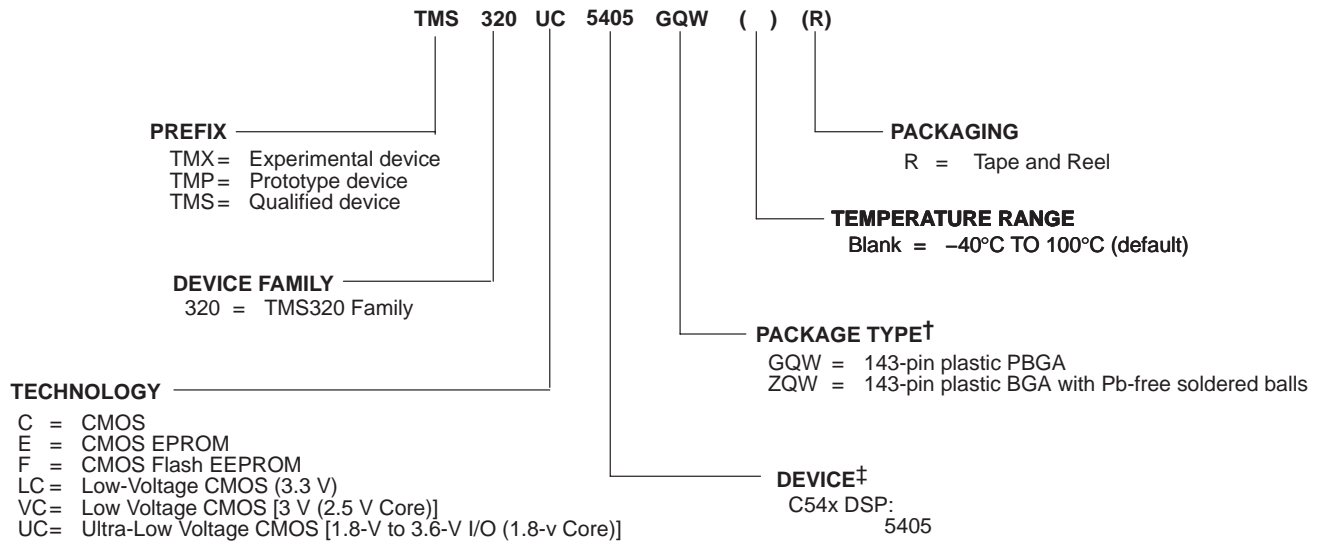 TMS 320 UC 5405 GQW ( ) (R)
PREFIX
TMX = Experimental device
TMP = Prototype device
TMS = Qualified device
PACKAGING
R = Tape and Reel
TEMPERATURE RANGE
Blank = −40°C TO 100°C (default)
DEVICE FAMILY
320 = TMS320 Family
PACKAGE TYPE†
GQW = 143-pin plastic PBGA
ZQW = 143-pin plastic BGA with Pb-free soldered balls
TECHNOLOGY
C = CMOS
E = CMOS EPROM
F = CMOS Flash EEPROM
LC = Low-Voltage CMOS (3.3 V)
VC = Low Voltage CMOS [3 V (2.5 V Core)]
UC = Ultra-Low Voltage CMOS [1.8-V to 3.6-V I/O (1.8-v Core)]
DEVICE‡
C54x DSP:
5405